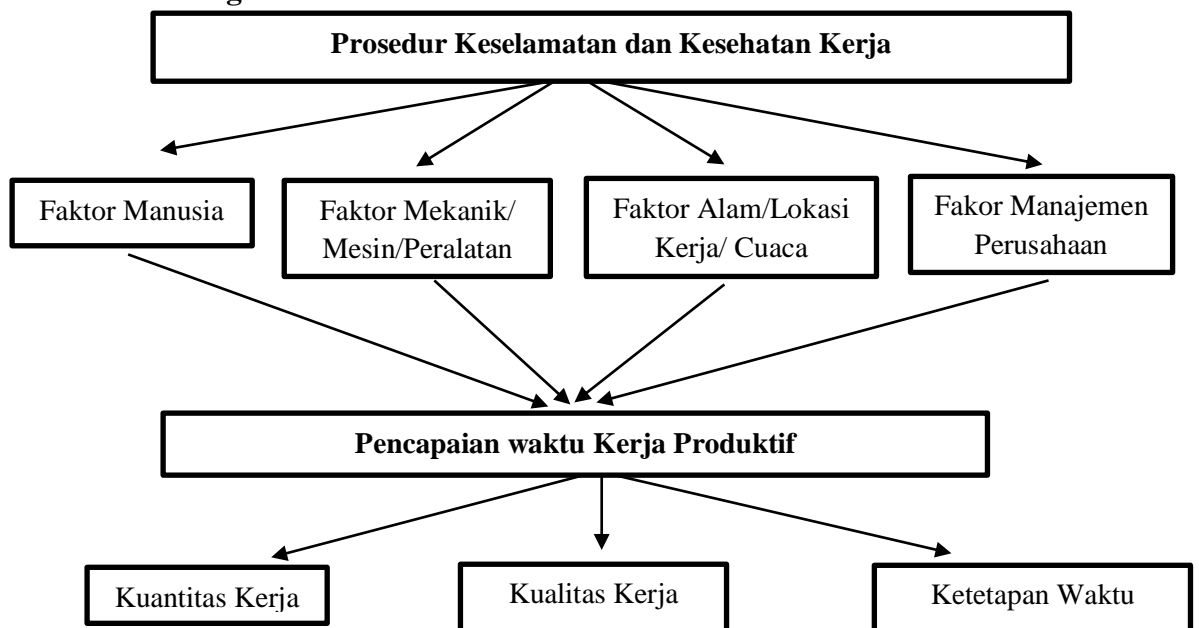 Prosedur Keselamatan dan Kesehatan Kerja
Faktor Manusia
Faktor Mekanik/
Mesin/Peralatan
Faktor Alam/Lokasi
Kerja/ Cuaca
Fakor Manajemen
Perusahaan
Pencapaian waktu Kerja Produktif
Kuantitas Kerja
Kualitas Kerja
Ketetapan Waktu